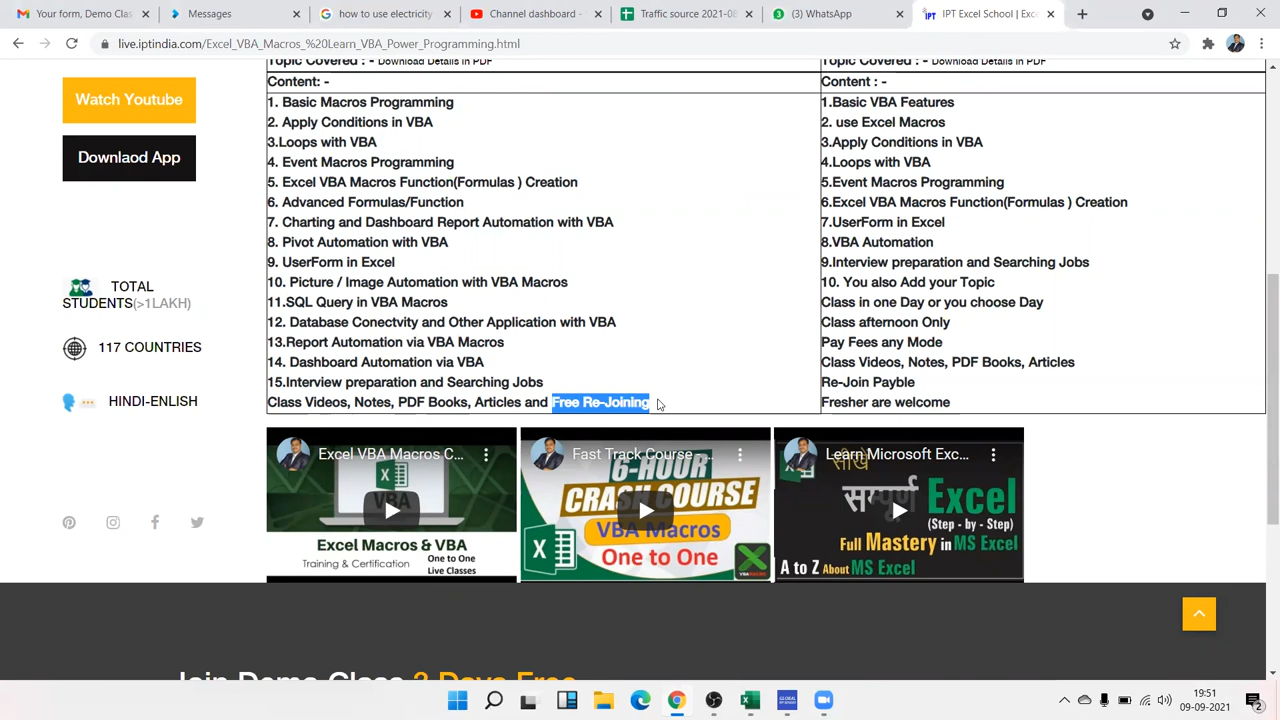 Your from, Demo Clas
Messages
how to use electricity
Channel dashboard -
Traffic source 2021-08
(3) WhatsApp
IPT Excel School | Exc
live.iptindia.com/Excel_VBA_Macros_%20Learn_VBA_Power_Programming.html
Topic Covered : - Download Details in PDF
Topic Covered : - Download Details in PDF
Watch Youtube
Downlaod App
TOTAL
STUDENTS(>1LAKH)
117 COUNTRIES
HINDI-ENLISH
Content: -
1. Basic Macros Programming
2. Apply Conditions in VBA
3.Loops with VBA
4. Event Macros Programming
5. Excel VBA Macros Function(Formulas ) Creation
6. Advanced Formulas/Function
7. Charting and Dashboard Report Automation with VBA
8. Pivot Automation with VBA
9. UserForm in Excel
10. Picture / Image Automation with VBA Macros
11.SQL Query in VBA Macros
12. Database Conectvity and Other Application with VBA
13.Report Automation via VBA Macros
14. Dashboard Automation via VBA
15.Interview preparation and Searching Jobs
Class Videos, Notes, PDF Books, Articles and Free Re-Joining
Content : -
1.Basic VBA Features
2. use Excel Macros
3.Apply Conditions in VBA
4.Loops with VBA
5.Event Macros Programming
6.Excel VBA Macros Function(Formulas ) Creation
7.UserForm in Excel
8.VBA Automation
9.Interview preparation and Searching Jobs
10. You also Add your Topic
Class in one Day or you choose Day
Class afternoon Only
Pay Fees any Mode
Class Videos, Notes, PDF Books, Articles
Re-Join Payble
Fresher are welcome
Excel VBA Macros C...
VBA
Excel Macros & VBA
Training & Certification
One to One
Live Classes
Fast Track Course - ...
6-HOUR
CRASH COURSE
VBA Macros
One to One
Learn Microsoft Exc...
सीखे
सम्पूर्ण Excel
(Step - by - Step)
Full Mastery in MS Excel
A to Z About MS Excel
Join Demo Class 3 Days Free
19:51
09-09-2021